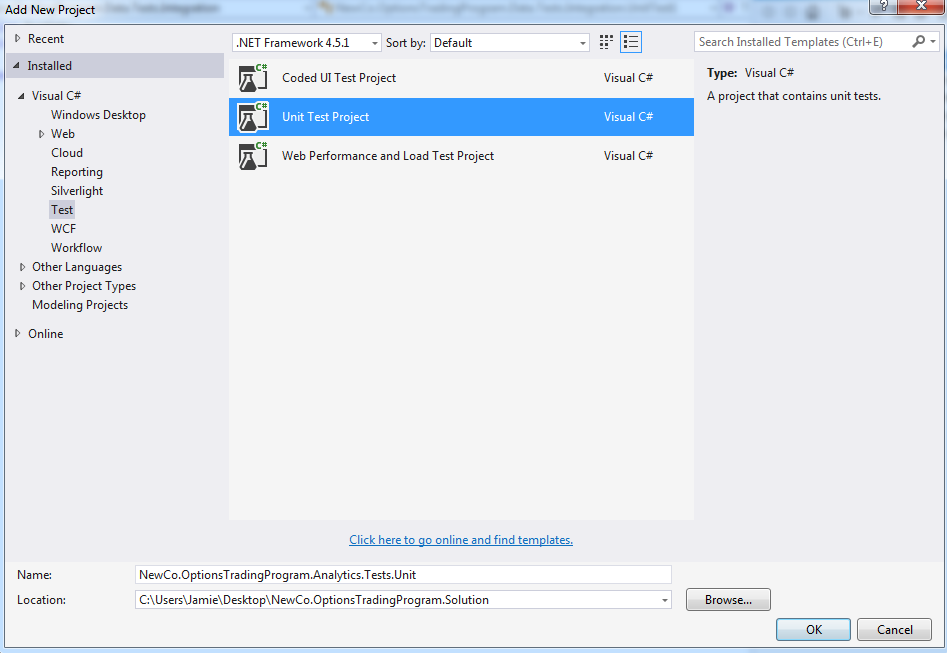 Add New Project
Recent
Installed
Visual C#
Windows Desktop
Web
Cloud
Reporting
Silverlight
Test
WCF
Workflow
Other Languages
Other Project Types
Modeling Projects
Online
.NET Framework 4.5.1 Sort by: Default
C# Coded UI Test Project Visual C#
C# Unit Test Project Visual C#
C# Web Performance and Load Test Project Visual C#
Click here to go online and find templates.
Search Installed Templates (Ctrl+E)
Type: Visual C#
A project that contains unit tests.
Name: NewCo.OptionsTradingProgram.Analytics.Tests.Unit
Location: C:\Users\Jamie\Desktop\NewCo.OptionsTradingProgram.Solution
Browse...
OK Cancel